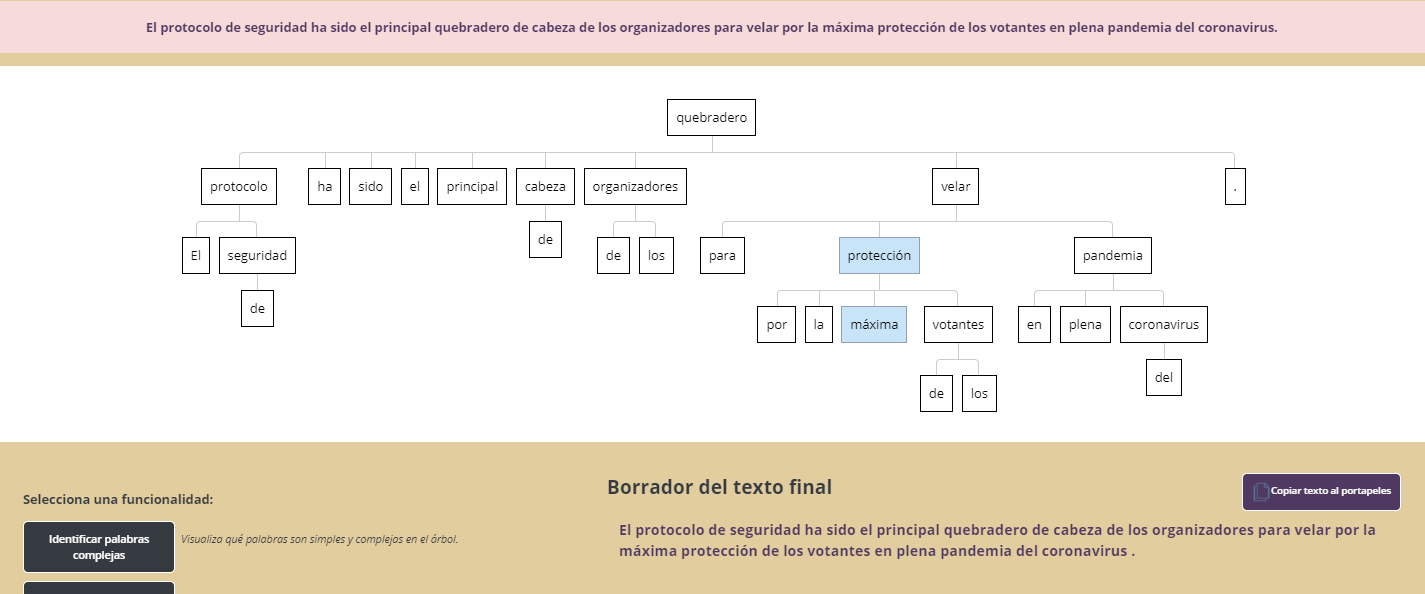 El protocolo de seguridad ha sido el principal quebradero de cabeza de los organizadores para velar por la máxima protección de los votantes en plena pandemia del coronavirus.
quebradero
protocolo ha sido el principal cabeza organizadores velar .
de
El seguridad de los para protección pandemia
de
por la máxima votantes en plena coronavirus
del
de los
Selecciona una funcionalidad:
Identificar palabras
complejas
Visualiza qué palabras son simples y complejas en el árbol.
Borrador del texto final
Copiar texto al portapeles
El protocolo de seguridad ha sido el principal quebradero de cabeza de los organizadores para velar por la
máxima protección de los votantes en plena pandemia del coronavirus .